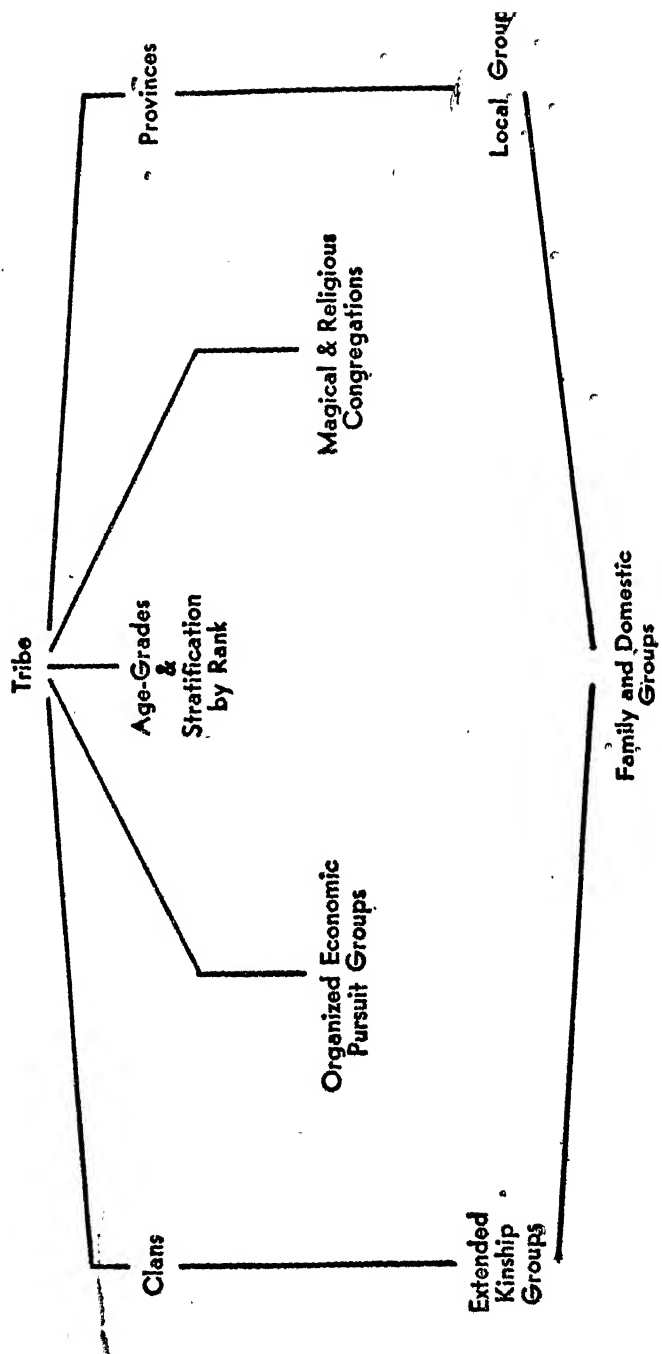 Tribe
Clans
Organized Economic
Pursuit Groups
Age-Grades
&
Stratification
by Rank
Magical & Religious
Congregations
Provinces
Extended
Kinship
Groups
Local Group
Family and Domestic
Groups